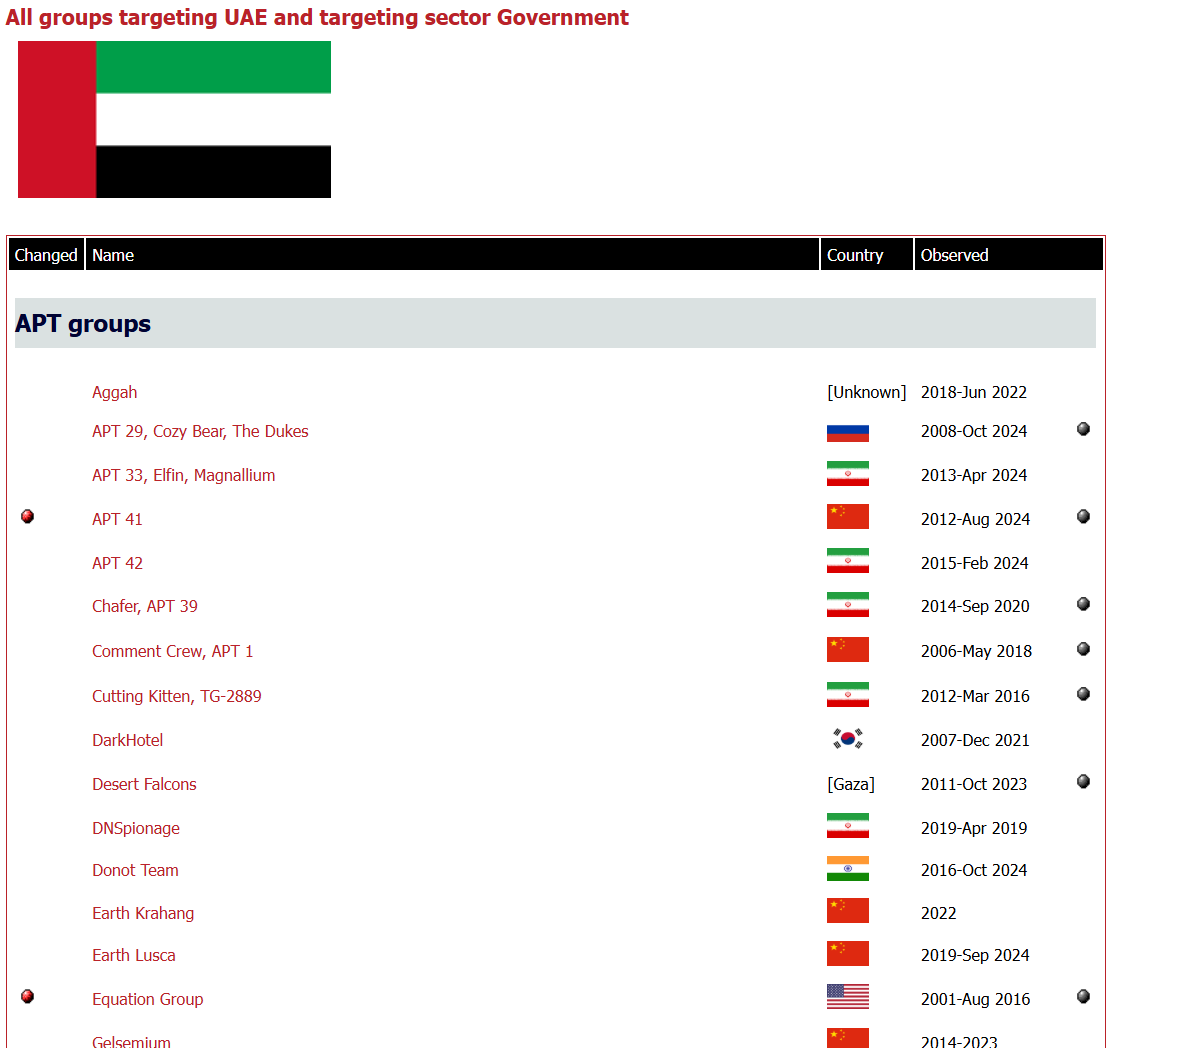 All groups targeting UAE and targeting sector Government
Changed Name Country Observed
APT groups
Aggah [Unknown] 2018-Jun 2022
APT 29, Cozy Bear, The Dukes 2008-Oct 2024
APT 33, Elfin, Magnallium 2013-Apr 2024
APT 41 2012-Aug 2024
APT 42 2015-Feb 2024
Chafer, APT 39 2014-Sep 2020
Comment Crew, APT 1 2006-May 2018
Cutting Kitten, TG-2889 2012-Mar 2016
DarkHotel 2007-Dec 2021
Desert Falcons [Gaza] 2011-Oct 2023
DNSpionage 2019-Apr 2019
Donot Team 2016-Oct 2024
Earth Krahang 2022
Earth Lusca 2019-Sep 2024
Equation Group 2001-Aug 2016
Gelsemium 2014-2023